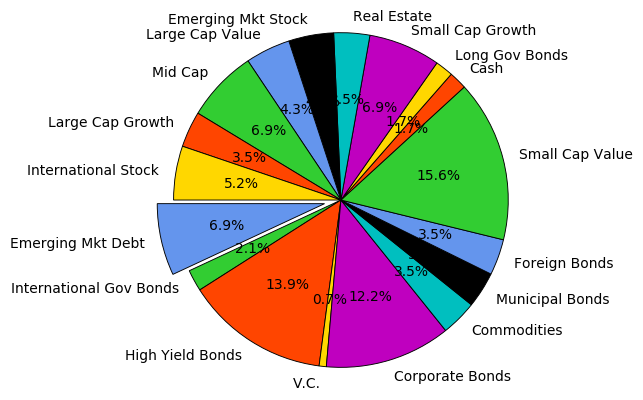 Emerging Mkt Stock
Real Estate
Large Cap Value
Small Cap Growth
Long Gov Bonds
Cash
Mid Cap
Large Cap Growth
Small Cap Value
International Stock
Emerging Mkt Debt
Foreign Bonds
International Gov Bonds
Municipal Bonds
Commodities
High Yield Bonds
V.C.
Corporate Bonds
4.3%
6.9%
1.7%
1.7%
6.9%
3.5%
15.6%
5.2%
6.9%
3.5%
2.1%
3.5%
13.9%
0.7%
12.2%